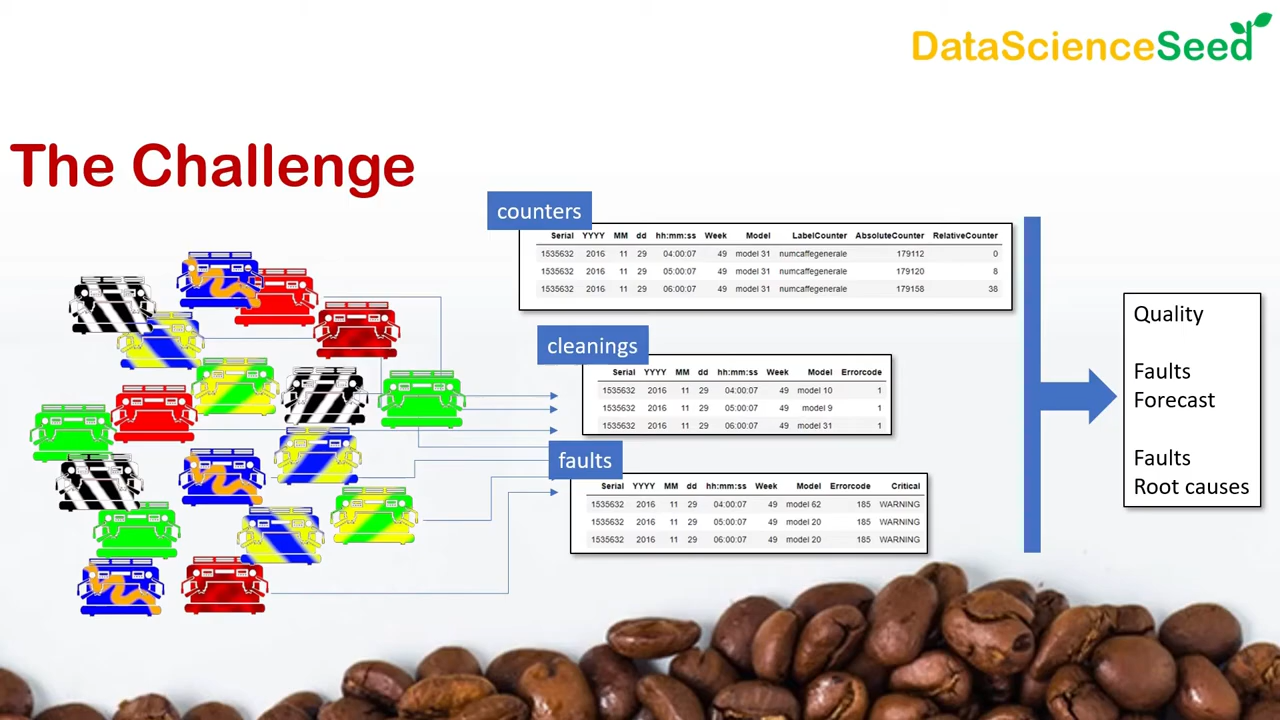 DataScienceSeed
The Challenge
counters
Serial YYYY MM dd hh:mm:ss Week Model LabelCounter AbsoluteCounter RelativeCounter
1535632 2016 11 29 04:00:07 49 model 31 numcaffegenerale 179112 0
1535632 2016 11 29 05:00:07 49 model 31 numcaffegenerale 179120 8
1535632 2016 11 29 06:00:07 49 model 31 numcaffegenerale 179158 38
cleanings
Serial YYYY MM dd hh:mm:ss Week Model Errorcode
1535632 2016 11 29 04:00:07 49 model 10 1
1535632 2016 11 29 05:00:07 49 model 9 1
1535632 2016 11 29 06:00:07 49 model 31 1
faults
Serial YYYY MM dd hh:mm:ss Week Model Errorcode Critical
1535632 2016 11 29 04:00:07 49 model 62 185 WARNING
1535632 2016 11 29 05:00:07 49 model 20 185 WARNING
1535632 2016 11 29 06:00:07 49 model 20 185 WARNING
Quality
Faults
Forecast
Faults
Root causes